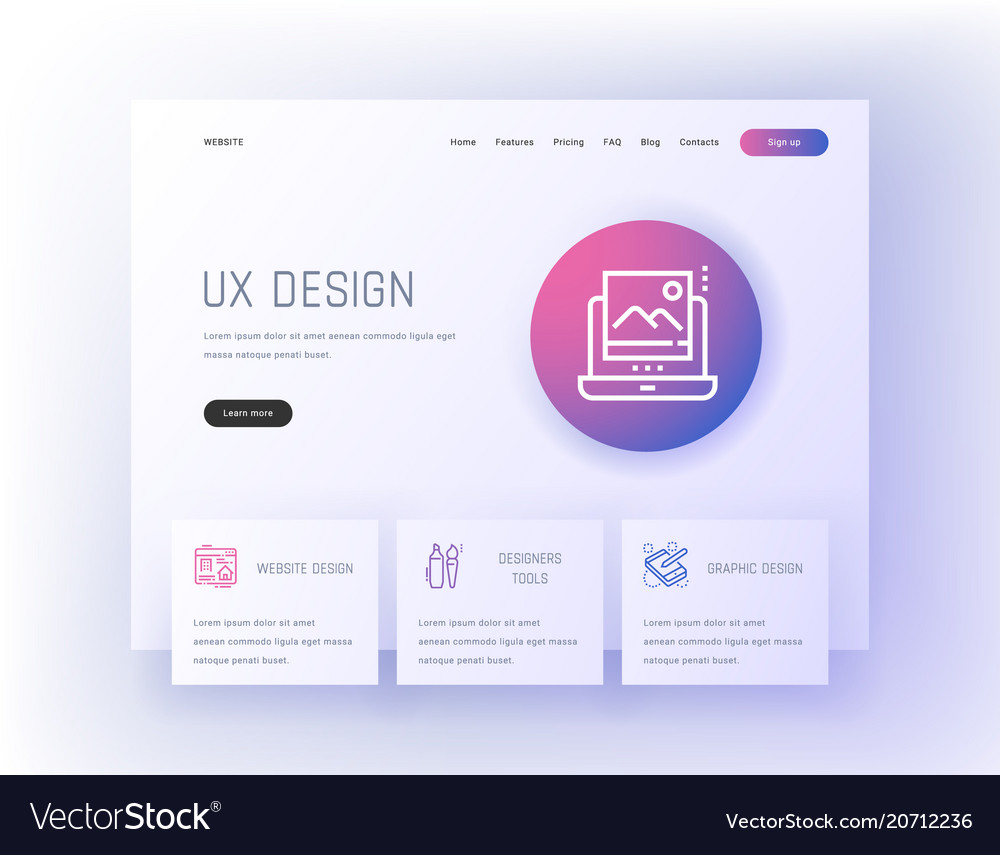 WEBSITE
Home Features Pricing FAQ Blog Contacts Sign up
UX DESIGN
Lorem ipsum dolor sit amet aenean commodo ligula eget
massa natoque penati buset.
Learn more
WEBSITE DESIGN
Lorem ipsum dolor sit amet
aenean commodo ligula eget massa
natoque penati buset.
DESIGNERS
TOOLS
Lorem ipsum dolor sit amet
aenean commodo ligula eget massa
natoque penati buset.
GRAPHIC DESIGN
Lorem ipsum dolor sit amet
aenean commodo ligula eget massa
natoque penati buset.
VectorStock®
VectorStock.com/20712236